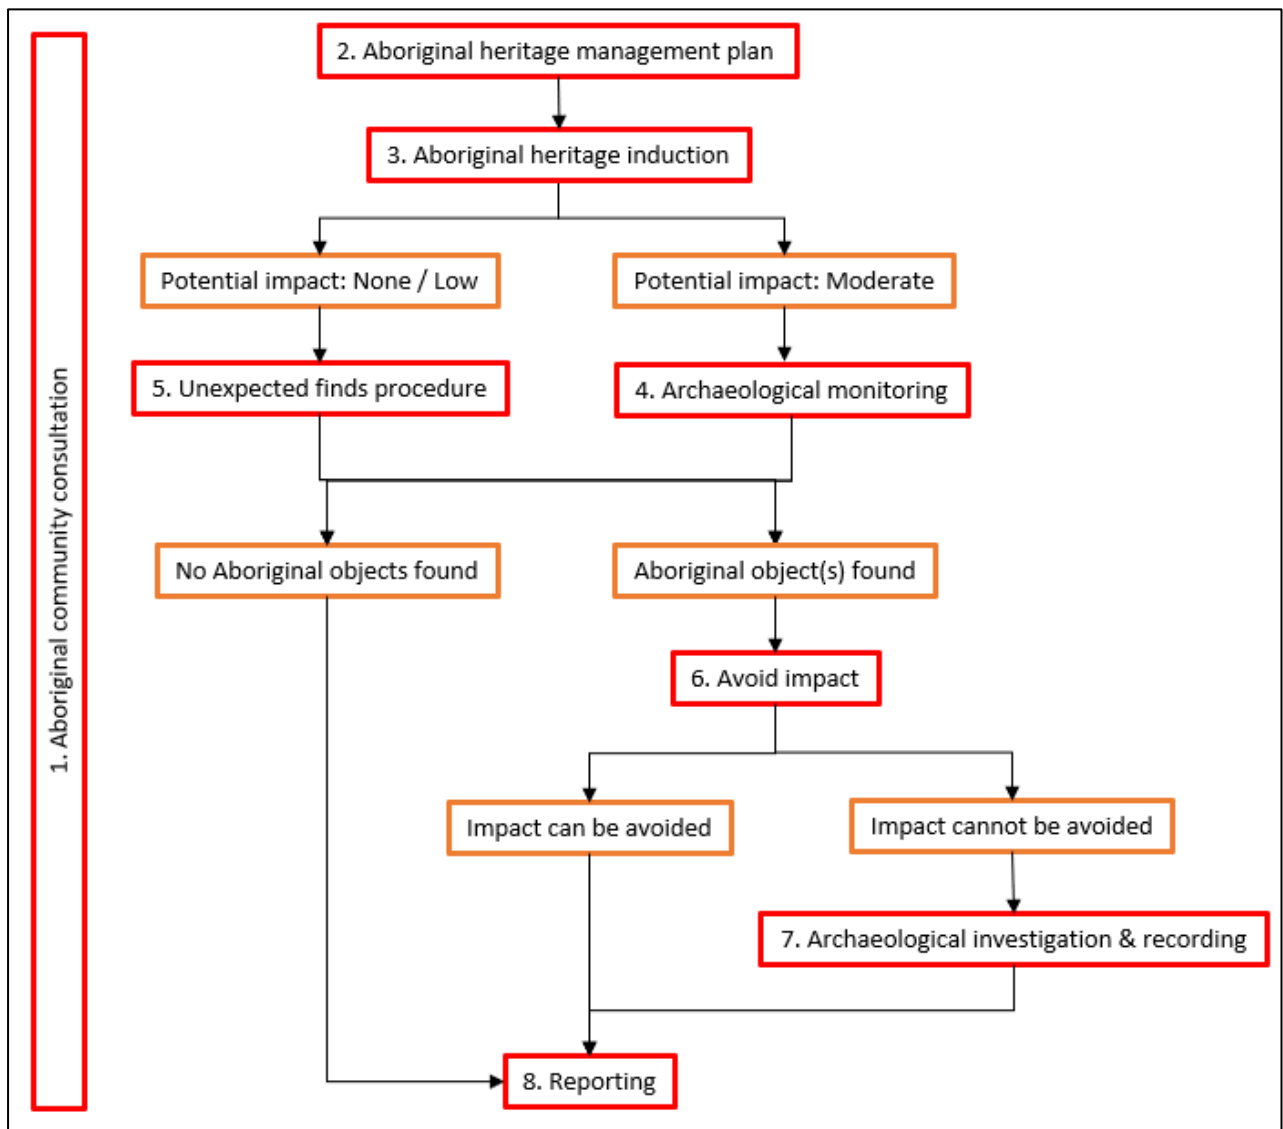 1. Aboriginal community consultation
2. Aboriginal heritage management plan
3. Aboriginal heritage induction
Potential impact: None / Low
Potential impact: Moderate
5. Unexpected finds procedure
4. Archaeological monitoring
No Aboriginal objects found
Aboriginal object(s) found
6. Avoid impact
Impact can be avoided
Impact cannot be avoided
7. Archaeological investigation & recording
8. Reporting